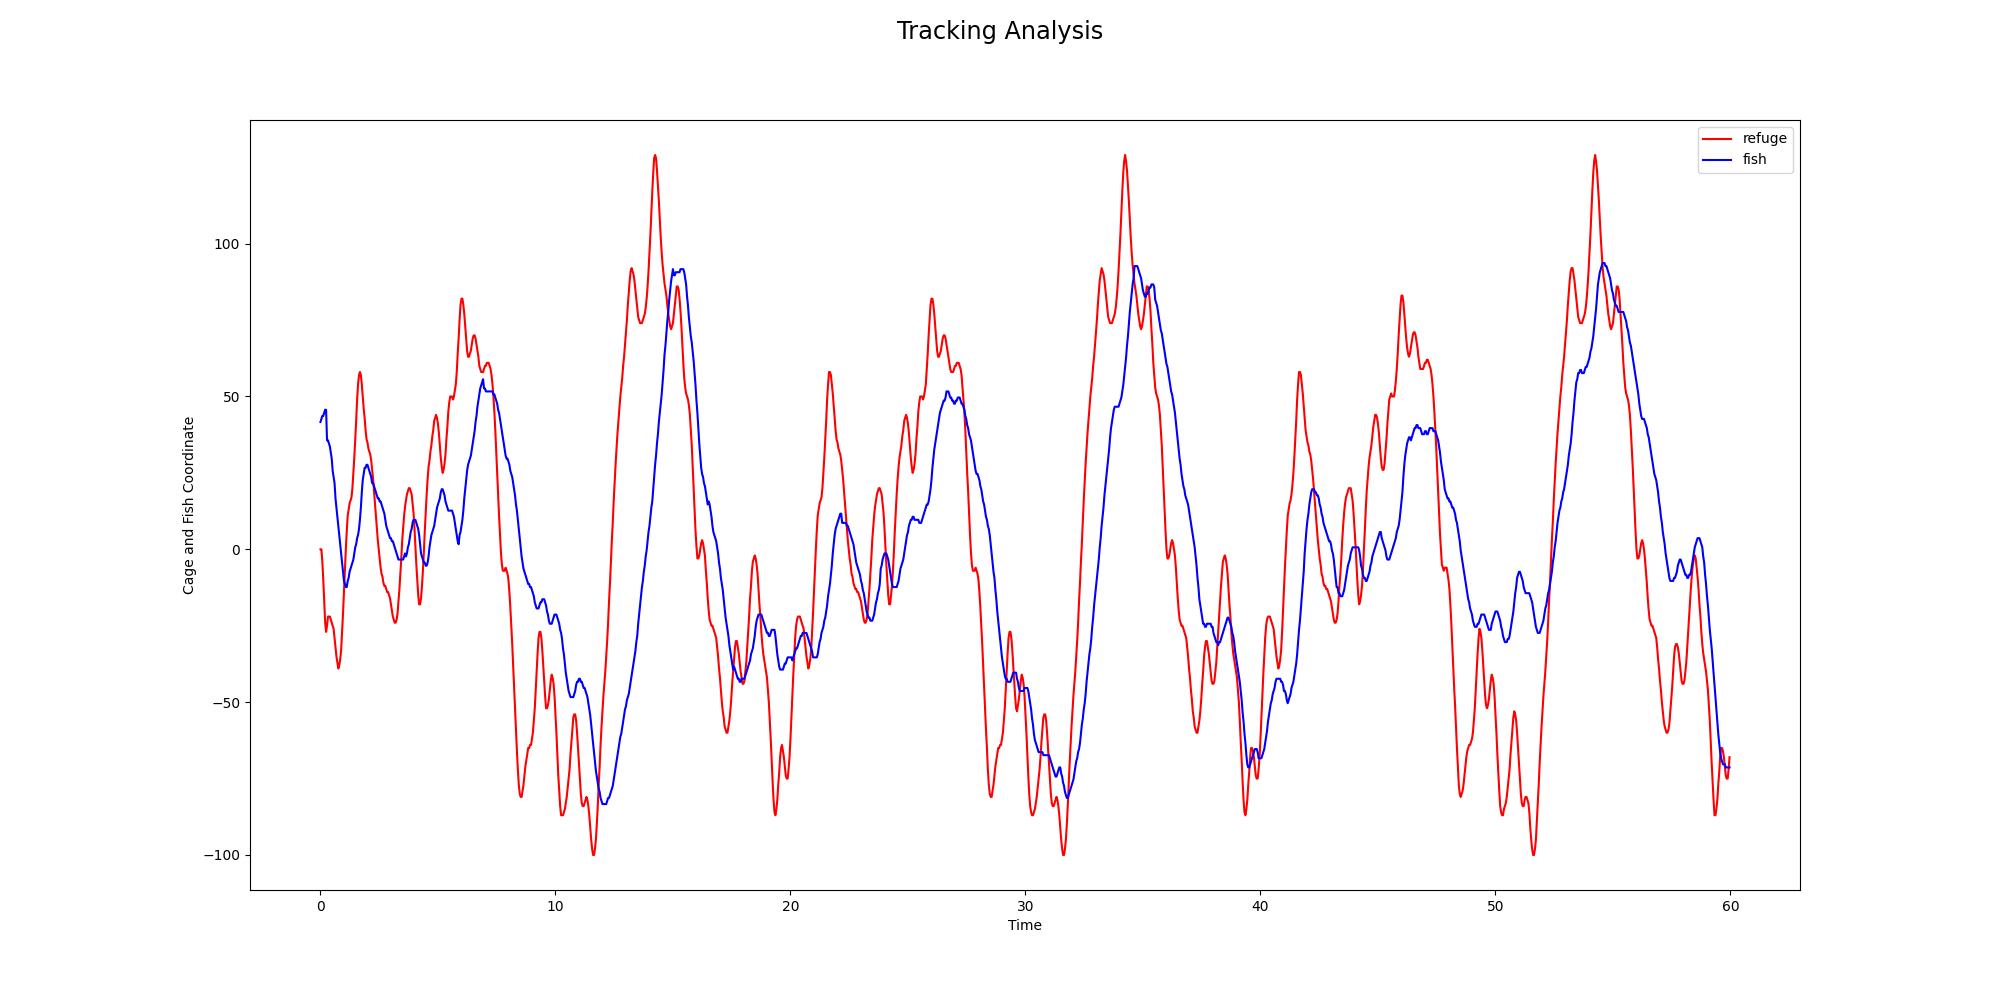 Tracking Analysis
refuge
fish
Cage and Fish Coordinate
100
50
0
−50
−100
0 10 20 30 40 50 60
Time